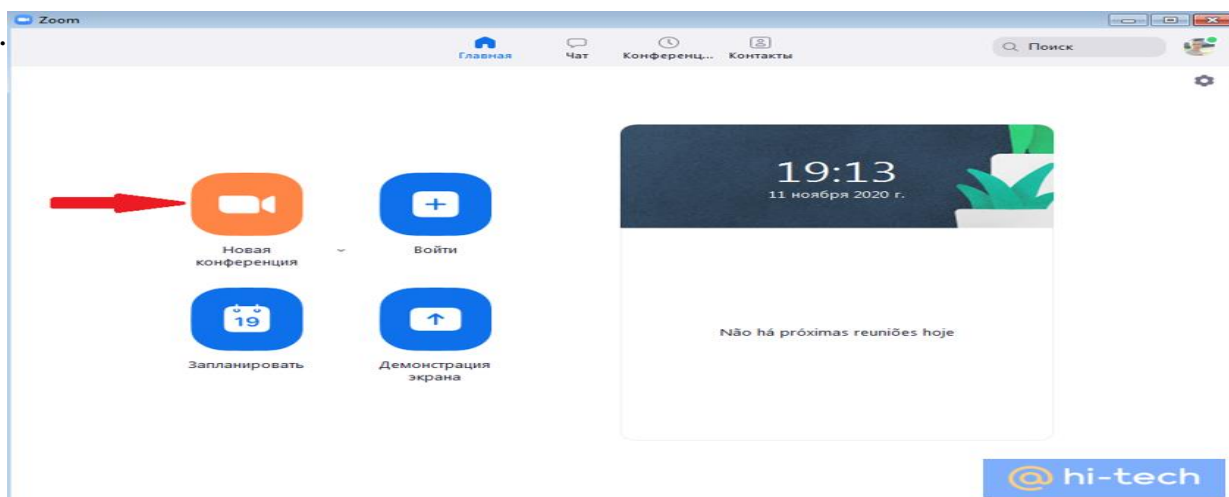 Zoom
Главная
Чат
Конференц...
Контакты
Поиск
19:13
11 ноября 2020 г.
Новая
конференция
Войти
19
Запланировать
Демонстрация
экрана
Não há próximas reuniões hoje
@ hi-tech